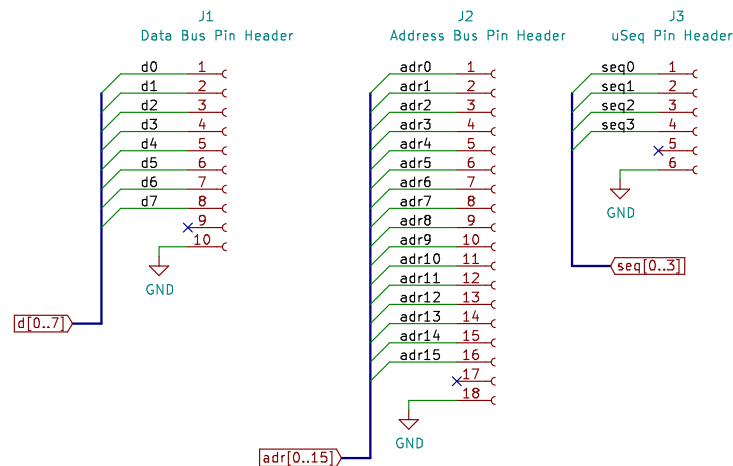 J1
Data Bus Pin Header
d0 1
d1 2
d2 3
d3 4
d4 5
d5 6
d6 7
d7 8
9
10
GND
d[0..7]
J2
Address Bus Pin Header
adr0 1
adr1 2
adr2 3
adr3 4
adr4 5
adr5 6
adr6 7
adr7 8
adr8 9
adr9 10
adr10 11
adr11 12
adr12 13
adr13 14
adr14 15
adr15 16
17
18
GND
adr[0..15]
J3
uSeq Pin Header
seq0 1
seq1 2
seq2 3
seq3 4
5
6
GND
seq[0..3]